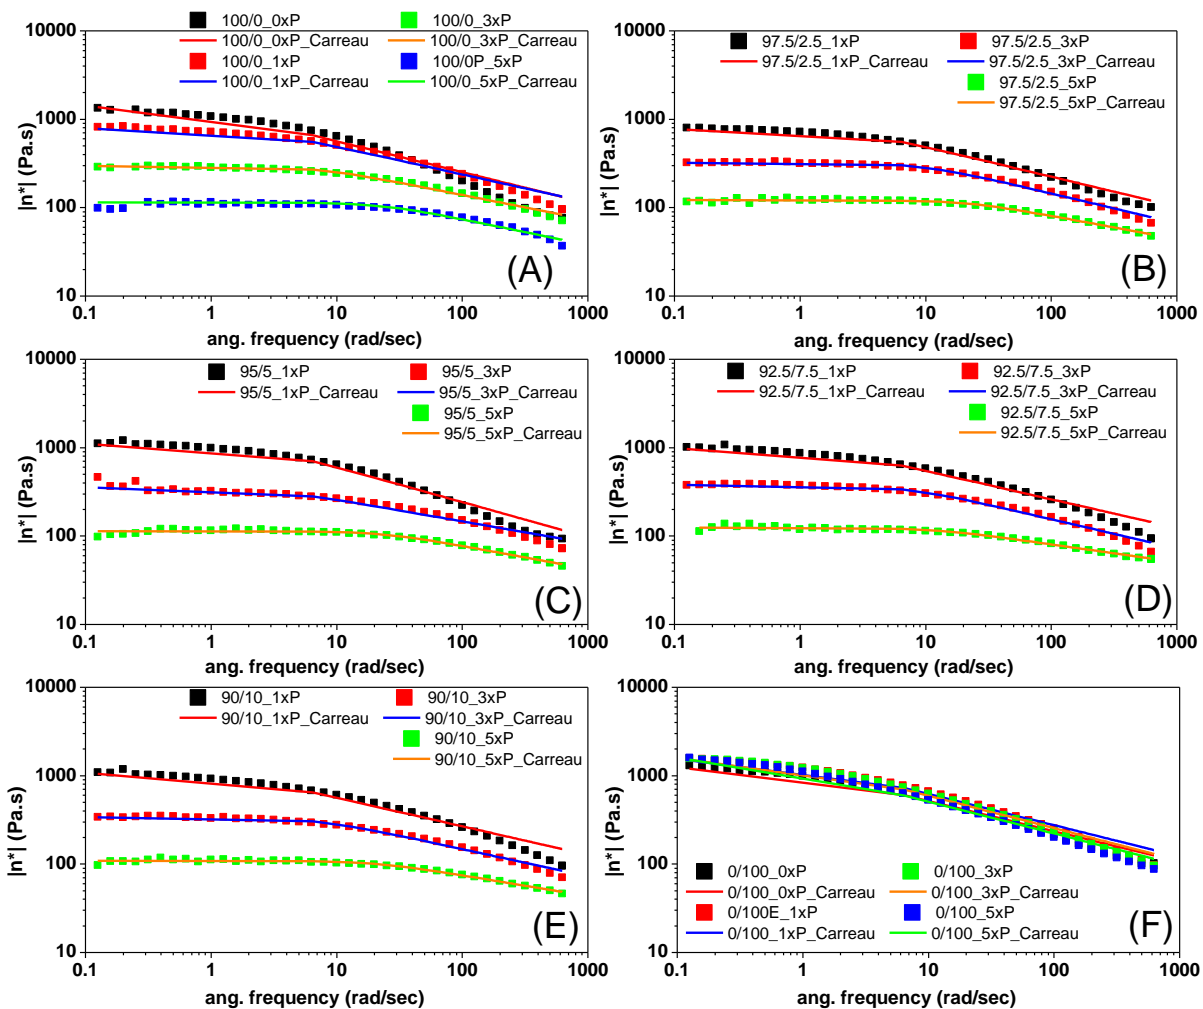 100/0_0xP 100/0_3xP
100/0_0xP_Carreau 100/0_3xP_Carreau
100/0_1xP 100/0P_5xP
100/0_1xP_Carreau 100/0_5xP_Carreau
10000
1000
100
10
|n*| (Pa.s)
(A)
0.1 1 10 100 1000
ang. frequency (rad/sec)
97.5/2.5_1xP 97.5/2.5_3xP
97.5/2.5_1xP_Carreau 97.5/2.5_3xP_Carreau
97.5/2.5_5xP
97.5/2.5_5xP_Carreau
10000
1000
100
10
|n*| (Pa.s)
(B)
0.1 1 10 100 1000
ang. frequency (rad/sec)
95/5_1xP 95/5_3xP
95/5_1xP_Carreau 95/5_3xP_Carreau
95/5_5xP
95/5_5xP_Carreau
10000
1000
100
10
|n*| (Pa.s)
(C)
0.1 1 10 100 1000
ang. frequency (rad/sec)
92.5/7.5_1xP 92.5/7.5_3xP
92.5/7.5_1xP_Carreau 92.5/7.5_3xP_Carreau
92.5/7.5_5xP
92.5/7.5_5xP_Carreau
10000
1000
100
10
|n*| (Pa.s)
(D)
0.1 1 10 100 1000
ang. frequency (rad/sec)
90/10_1xP 90/10_3xP
90/10_1xP_Carreau 90/10_3xP_Carreau
90/10_5xP
90/10_5xP_Carreau
10000
1000
100
10
|n*| (Pa.s)
(E)
0.1 1 10 100 1000
ang. frequency (rad/sec)
10000
1000
100
10
|n*| (Pa.s)
0/100_0xP 0/100_3xP
0/100_0xP_Carreau 0/100_3xP_Carreau
0/100E_1xP 0/100_5xP
0/100_1xP_Carreau 0/100_5xP_Carreau
(F)
0.1 1 10 100 1000
ang. frequency (rad/sec)